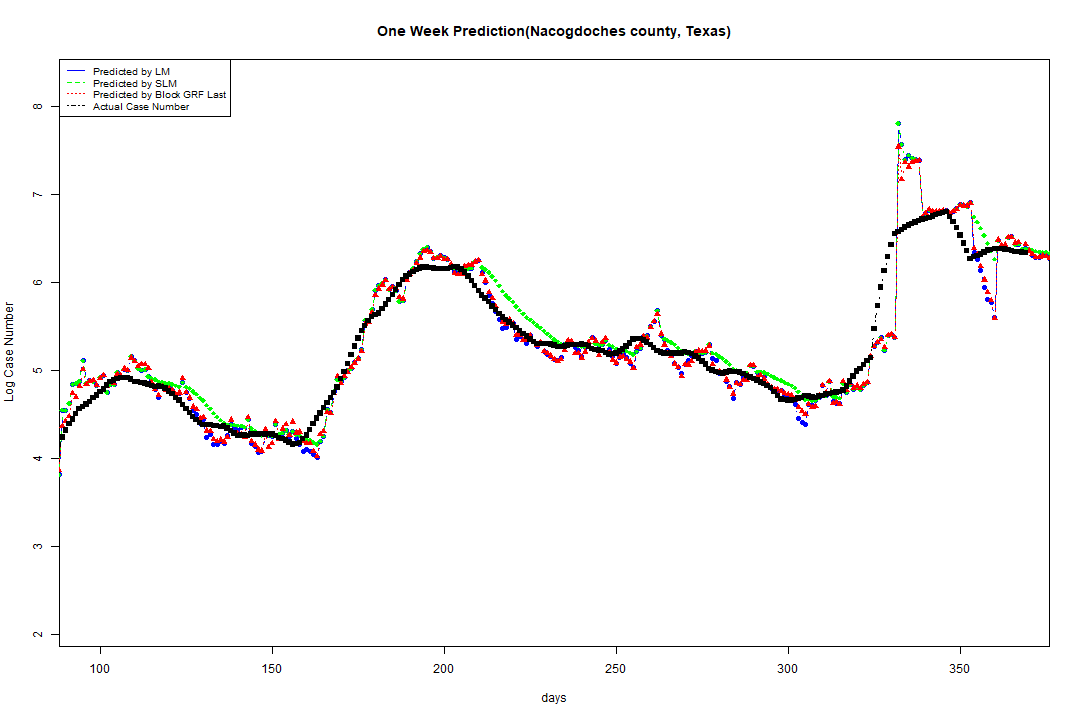 One Week Prediction(Nacogdoches county, Texas)
Predicted by LM
Predicted by SLM
Predicted by Block GRF Last
Actual Case Number
8
7
6
5
4
3
2
Log Case Number
100 150 200 250 300 350
days